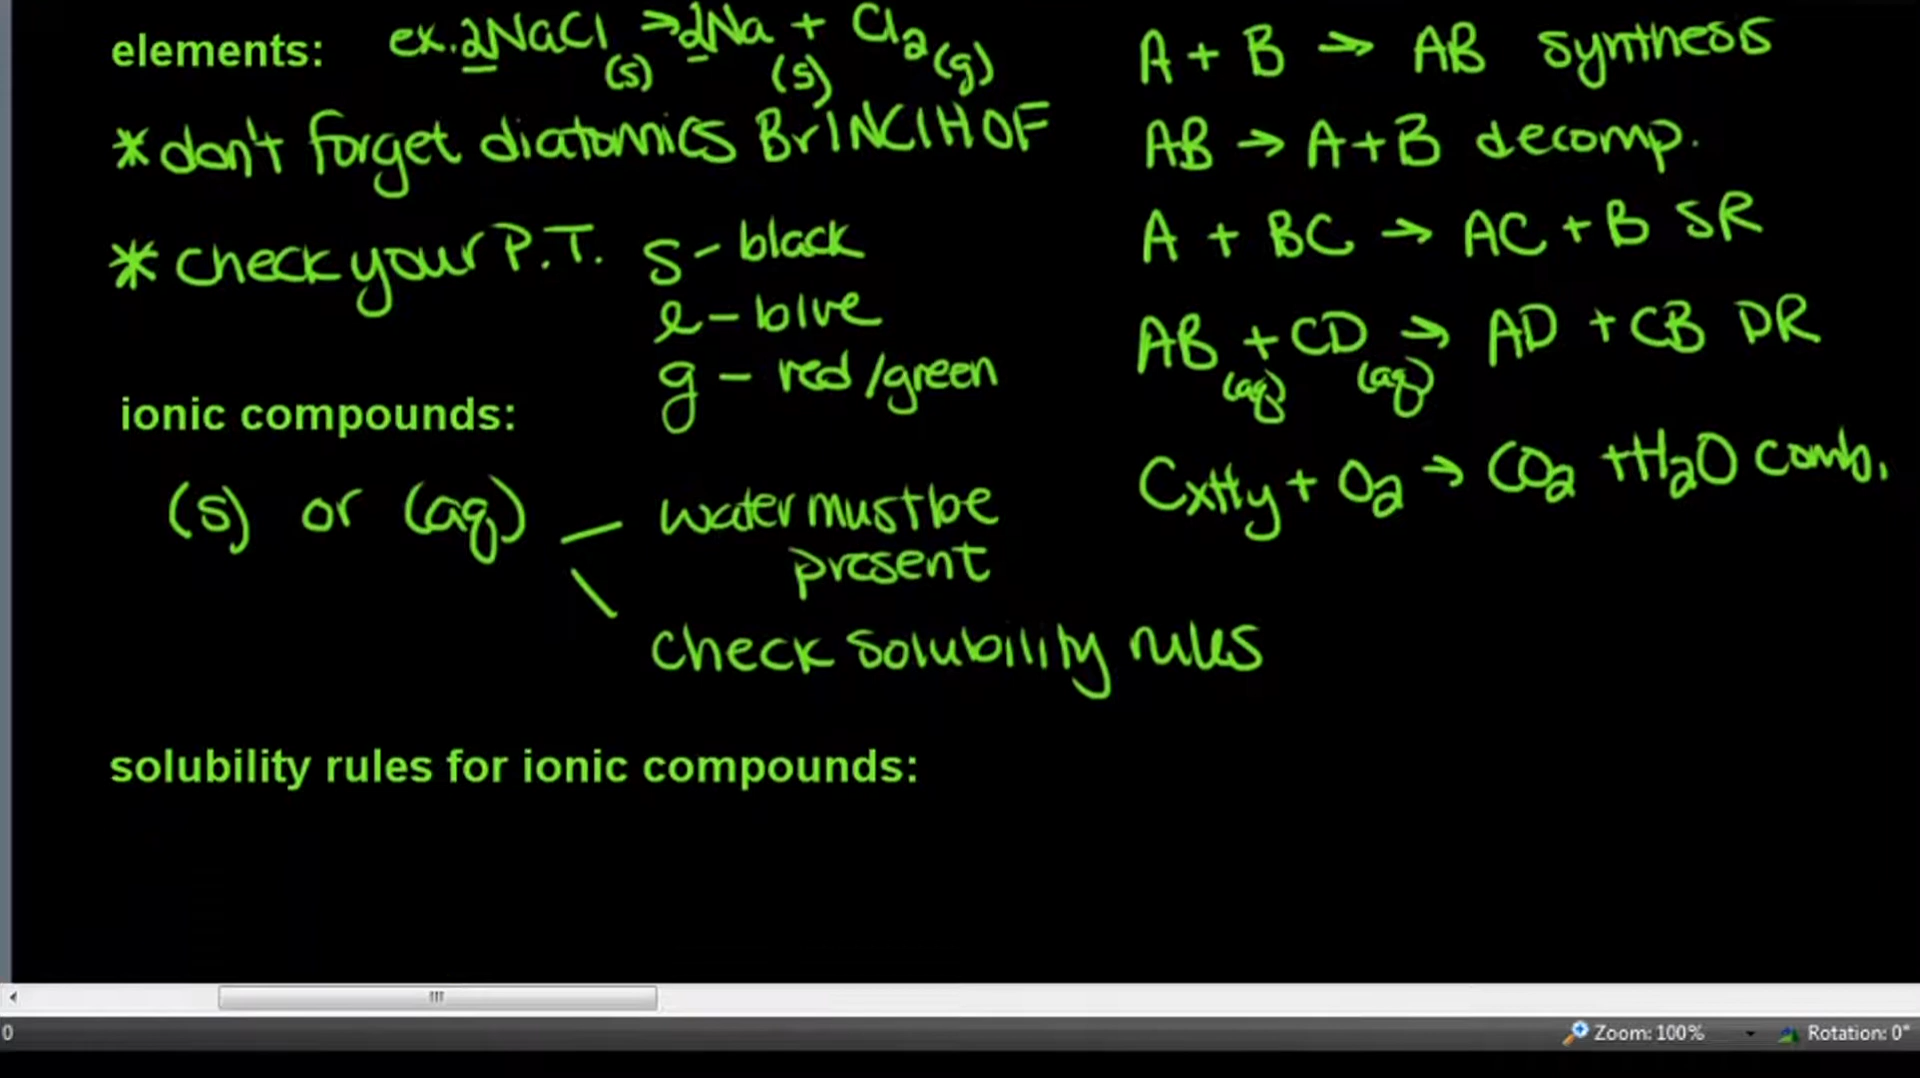 elements: ex. 2NaCl(s) → 2Na(s) + Cl2(g)
*don't forget diatomics BrINClHOF
*check your P.T. s - black
l - blue
g - red/green
ionic compounds:
(s) or (aq) - water must be
present
check solubility rules
solubility rules for ionic compounds:
A + B → AB synthesis
AB → A + B decomp.
A + BC → AC + B SR
AB(aq) + CD(aq) → AD + CB DR
CxHy + O2 → CO2 + H2O comb.
0
Zoom: 100%
Rotation: 0°